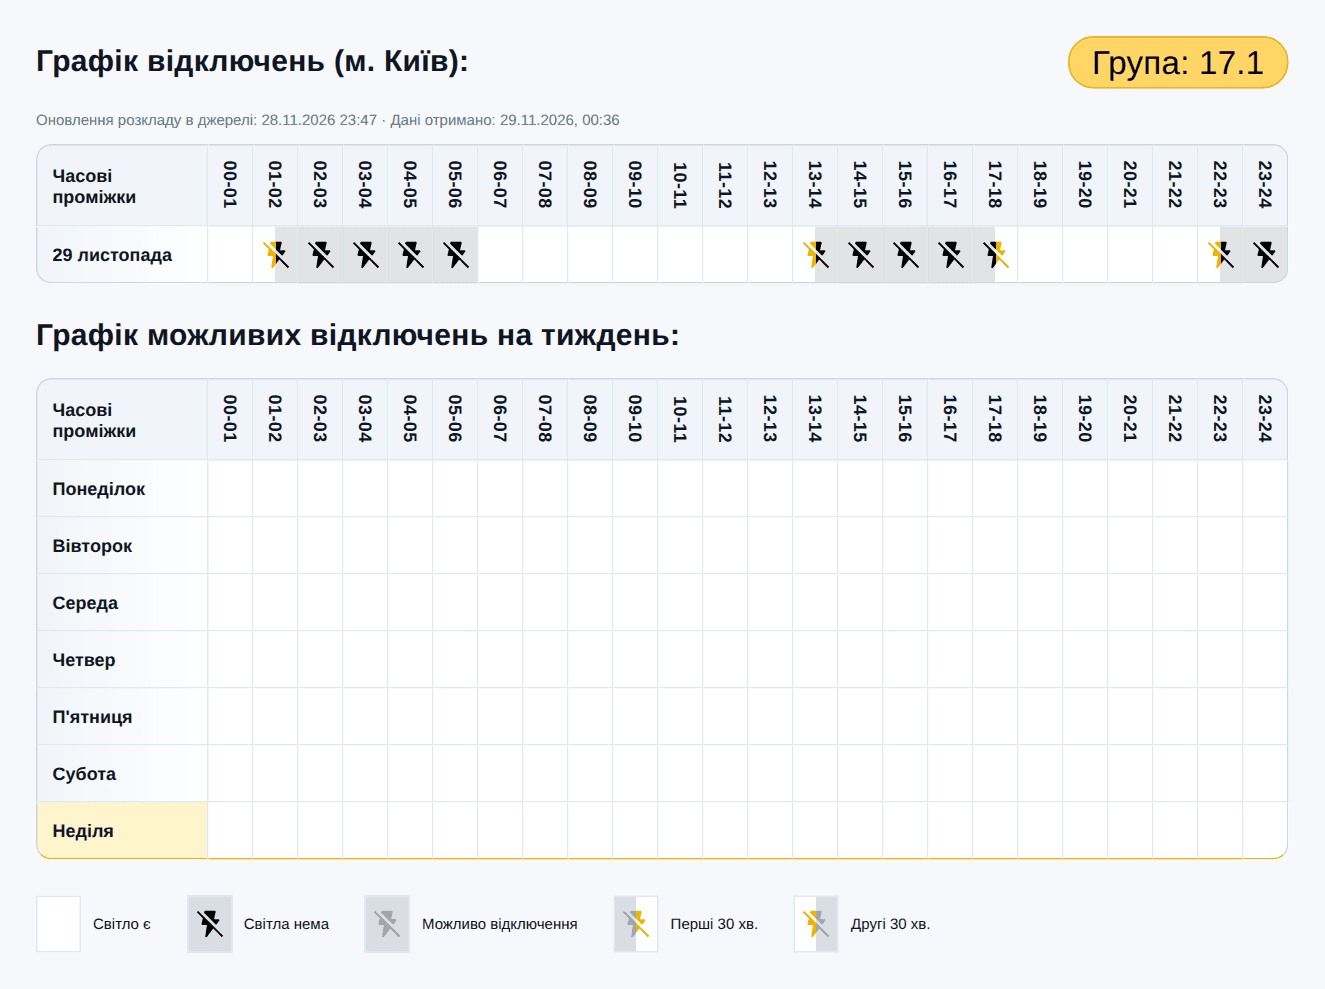 Графік відключень (м. Київ):
Група: 17.1
Оновлення розкладу в джерелі: 28.11.2026 23:47 · Дані отримано: 29.11.2026, 00:36
Часові проміжки 00-01 01-02 02-03 03-04 04-05 05-06 06-07 07-08 08-09 09-10 10-11 11-12 12-13 13-14 14-15 15-16 16-17 17-18 18-19 19-20 20-21 21-22 22-23 23-24
29 листопада
Графік можливих відключень на тиждень:
Часові проміжки 00-01 01-02 02-03 03-04 04-05 05-06 06-07 07-08 08-09 09-10 10-11 11-12 12-13 13-14 14-15 15-16 16-17 17-18 18-19 19-20 20-21 21-22 22-23 23-24
Понеділок
Вівторок
Середа
Четвер
П'ятниця
Субота
Неділя
Світло є Світла нема Можливо відключення Перші 30 хв. Другі 30 хв.